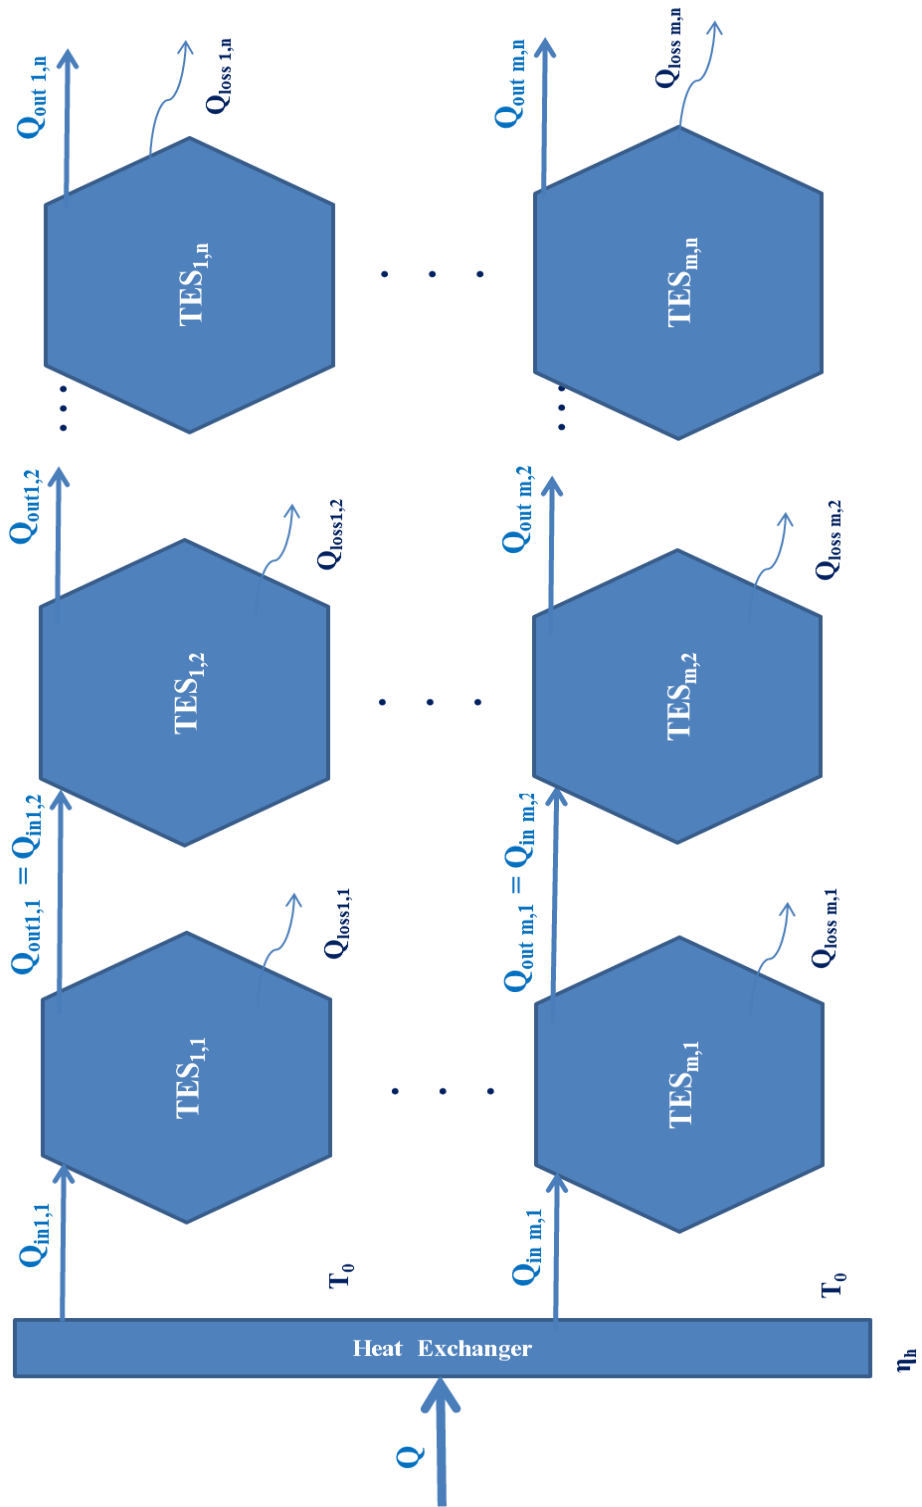 Q
Heat Exchanger
η_h
Q_in1,1
T_0
TES_1,1
Q_loss1,1
Q_out1,1 = Q_in1,2
TES_1,2
Q_loss1,2
Q_out1,2
...
TES_1,n
Q_loss 1,n
Q_out 1,n
. . .
. . .
. . .
Q_in m,1
T_0
TES_m,1
Q_loss m,1
Q_out m,1 = Q_in m,2
TES_m,2
Q_loss m,2
Q_out m,2
...
TES_m,n
Q_loss m,n
Q_out m,n